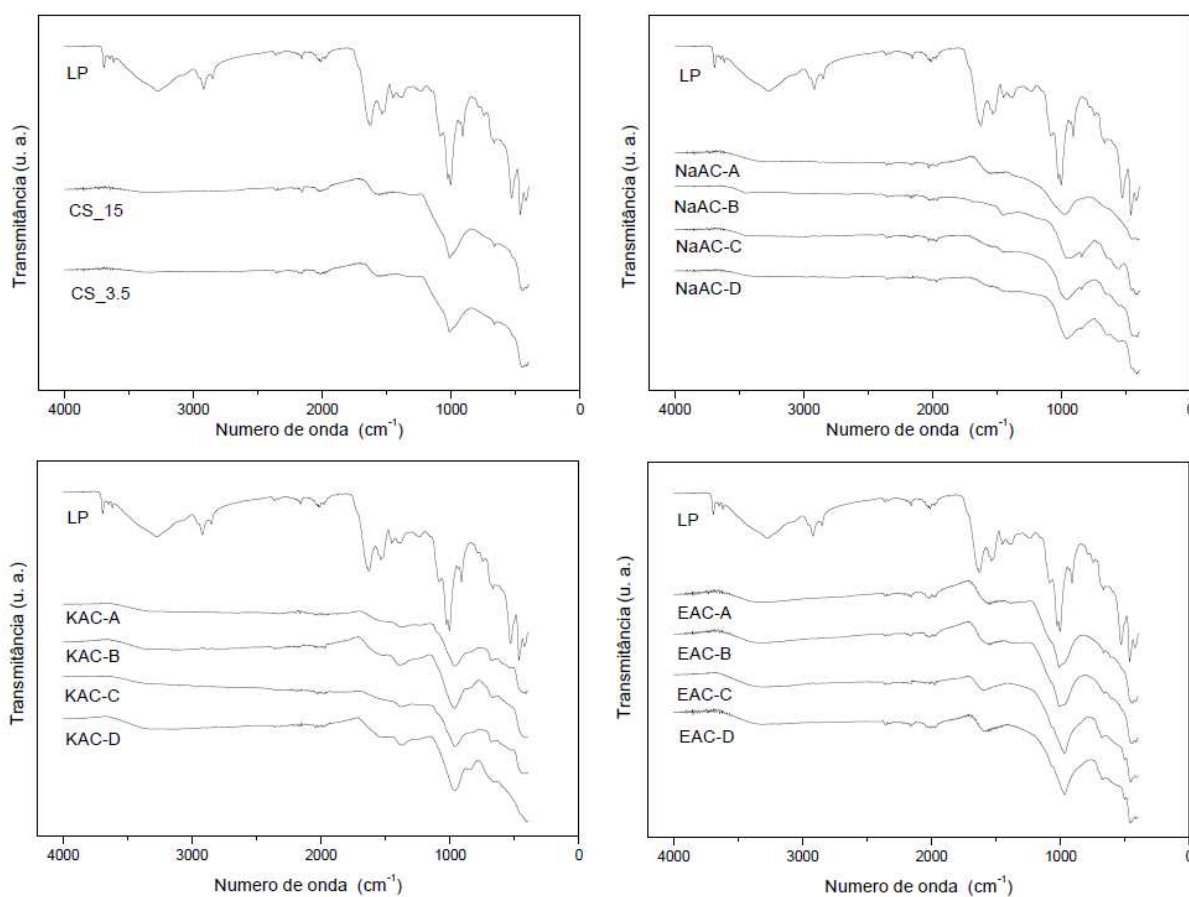 Transmitância (u. a.)
LP
CS_15
CS_3.5
4000 3000 2000 1000 0
Numero de onda (cm-1)
Transmitância (u. a.)
LP
NaAC-A
NaAC-B
NaAC-C
NaAC-D
4000 3000 2000 1000 0
Numero de onda (cm-1)
Transmitância (u. a.)
LP
KAC-A
KAC-B
KAC-C
KAC-D
4000 3000 2000 1000 0
Numero de onda (cm-1)
Transmitância (u. a.)
LP
EAC-A
EAC-B
EAC-C
EAC-D
4000 3000 2000 1000 0
Numero de onda (cm-1)